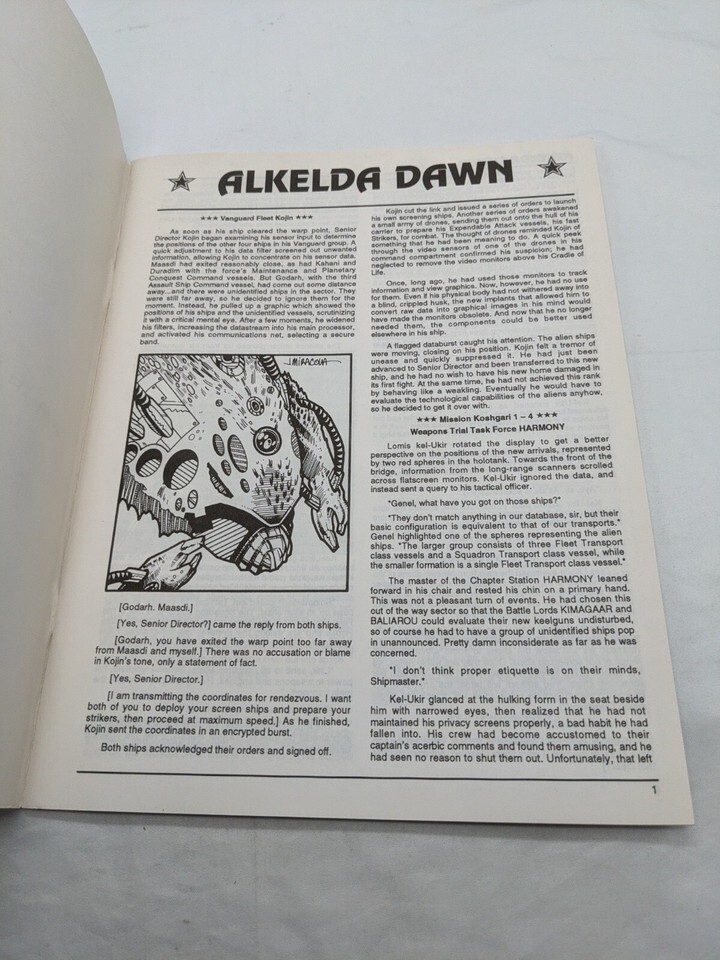 ALKELDA DAWN
*** Vanguard Fleet Kojin ***
As soon as his ship cleared the warp point, Senior
Director Kojin began examining his sensor input to determine
the positions of the other four ships in his Vanguard group. A
quick adjustment to his data filter screened out unwanted
information, allowing Kojin to concentrate on his sensor data.
Maasdi had exited reasonably close, as had Kahani and
Duradim with the force's Maintenance and Planetary
Conquest Command vessels. But Godarh, with the third
Assault Ship Command vessel, had come out some distance
away...and there were unidentified ships in the sector. They
were still far away, so he decided to ignore them for the
moment. Instead, he pulled up a graphic which showed the
positions of his ships and the unidentified vessels, scrutinizing
it with a critical mental eye. After a few moments, he widened
his filters, increasing the datastream into his main processor,
and activated his communications net, selecting a secure
band.
J.MIRACOLA
[Godarh. Maasdi.]
[Yes, Senior Director?] came the reply from both ships.
[Godarh, you have exited the warp point too far away
from Maasdi and myself.] There was no accusation or blame
in Kojin's tone, only a statement of fact.
[Yes, Senior Director.]
[I am transmitting the coordinates for rendezvous. I want
both of you to deploy your screen ships and prepare your
strikers, then proceed at maximum speed.] As he finished,
Kojin sent the coordinates in an encrypted burst.
Both ships acknowledged their orders and signed off.
Kojin cut the link and issued a series of orders to launch
his own screening ships. Another series of orders awakened
a small army of drones, sending them out onto the hull of his
carrier to prepare his Expendable Attack vessels, his fast
Strikers, for combat. The thought of drones reminded Kojin of
something that he had been meaning to do. A quick peek
through the video sensors of one of the drones in his
command compartment confirmed his suspicion; he had
neglected to remove the video monitors above his Cradle of
Life.
Once, long ago, he had used those monitors to track
information and view graphics. Now, however, he had no use
for them. Even if his physical body had not withered away into
a blind, crippled husk, the new implants that allowed him to
convert raw data into graphical images in his mind would
have made the monitors obsolete. And now that he no longer
needed them, the components could be better used
elsewhere in his ship.
A flagged databurst caught his attention. The alien ships
were moving, closing on his position. Kojin felt a tremor of
unease and quickly suppressed it. He had just been
advanced to Senior Director and been transferred to this new
ship, and he had no wish to have his new home damaged in
its first fight. At the same time, he had not achieved this rank
by behaving like a weakling. Eventually he would have to
evaluate the technological capabilities of the aliens anyhow,
so he decided to get it over with.
*** Mission Koshgari 1 – 4 ***
Weapons Trial Task Force HARMONY
Lomis kel-Ukir rotated the display to get a better
perspective on the positions of the new arrivals, represented
by two red spheres in the holotank. Towards the front of the
bridge, information from the long-range scanners scrolled
across flatscreen monitors. Kel-Ukir ignored the data, and
instead sent a query to his tactical officer.
"Genel, what have you got on those ships?"
"They don't match anything in our database, sir, but their
basic configuration is equivalent to that of our transports."
Genel highlighted one of the spheres representing the alien
ships. "The larger group consists of three Fleet Transport
class vessels and a Squadron Transport class vessel, while
the smaller formation is a single Fleet Transport class vessel."
The master of the Chapter Station HARMONY leaned
forward in his chair and rested his chin on a primary hand.
This was not a pleasant turn of events. He had chosen this
out of the way sector so that the Battle Lords KIMAGAAR and
BALIAROU could evaluate their new keelguns undisturbed,
so of course he had to have a group of unidentified ships pop
in unannounced. Pretty damn inconsiderate as far as he was
concerned.
"I don't think proper etiquette is on their minds,
Shipmaster."
Kel-Ukir glanced at the hulking form in the seat beside
him with narrowed eyes, then realized that he had not
maintained his privacy screens properly, a bad habit he had
fallen into. His crew had become accustomed to their
captain's acerbic comments and found them amusing, and he
had seen no reason to shut them out. Unfortunately, that left
1